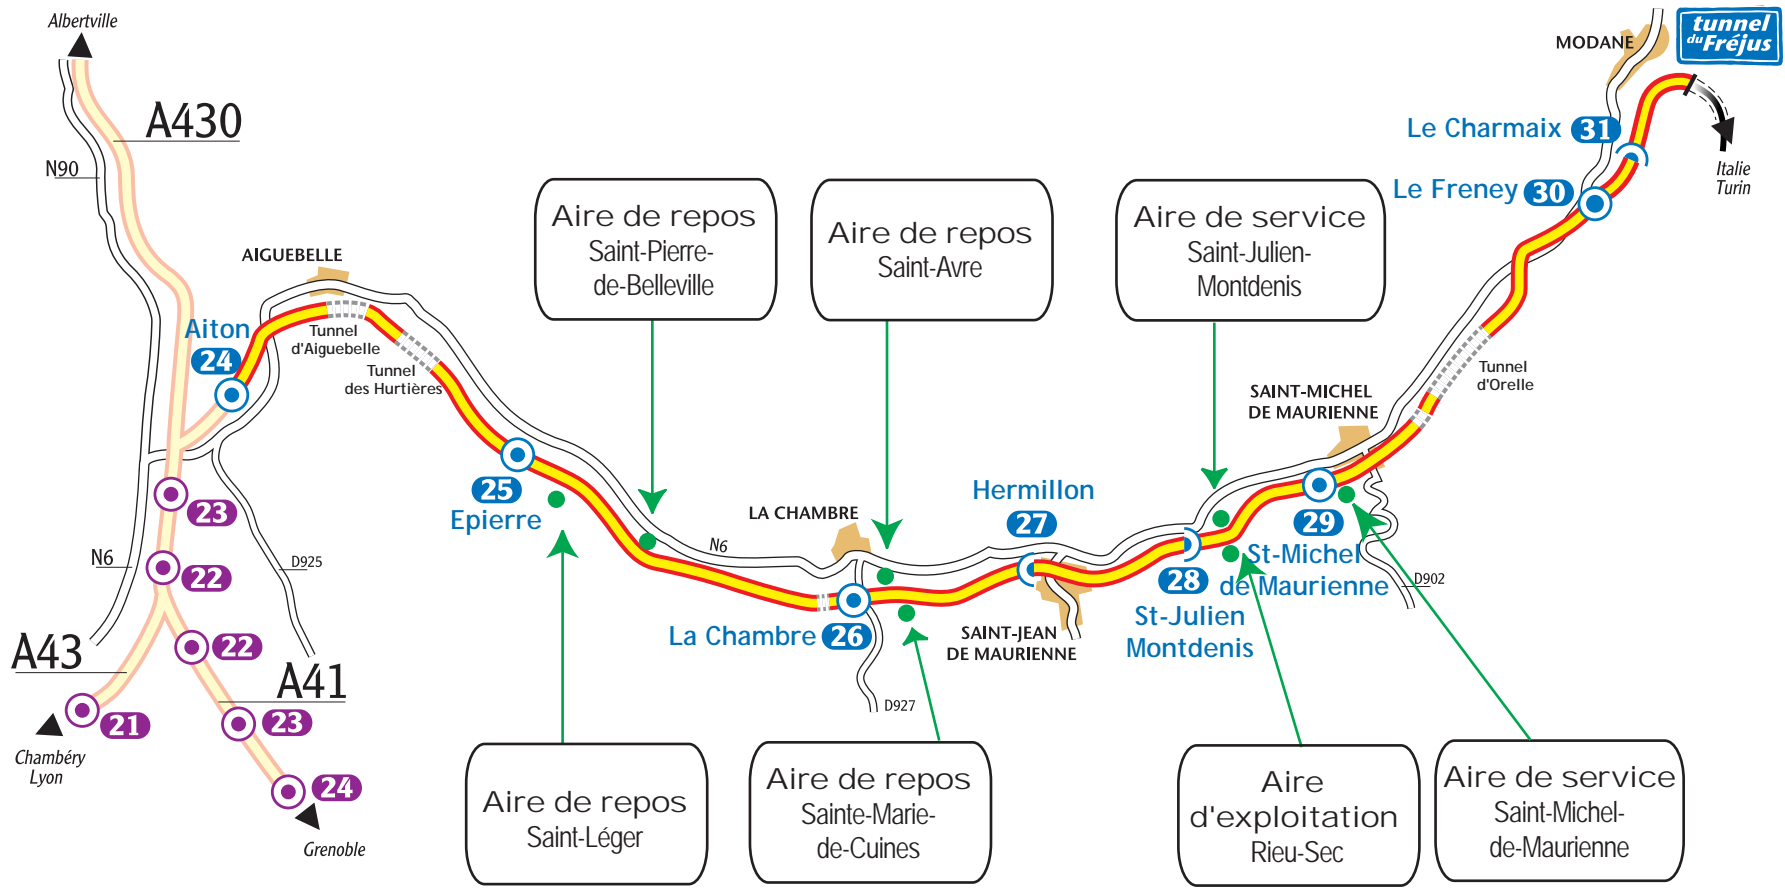 Albertville
A430
N90
AIGUEBELLE
Aiton
24
Tunnel
d'Aiguebelle
Tunnel
des Hurtières
25
Epierre
23
22
N6
D925
A43
22
A41
21
23
24
Chambéry
Lyon
Grenoble
Aire de repos
Saint-Pierre-
de-Belleville
Aire de repos
Saint-Avre
Aire de service
Saint-Julien-
Montdenis
MODANE
tunnel
du Fréjus
Le Charmaix 31
Le Freney 30
Italie
Turin
Tunnel
d'Orelle
SAINT-MICHEL
DE MAURIENNE
LA CHAMBRE
N6
Hermillon
27
La Chambre 26
D927
SAINT-JEAN
DE MAURIENNE
28
St-Julien
Montdenis
29
St-Michel
de Maurienne
D902
Aire de repos
Saint-Léger
Aire de repos
Sainte-Marie-
de-Cuines
Aire
d'exploitation
Rieu-Sec
Aire de service
Saint-Michel-
de-Maurienne